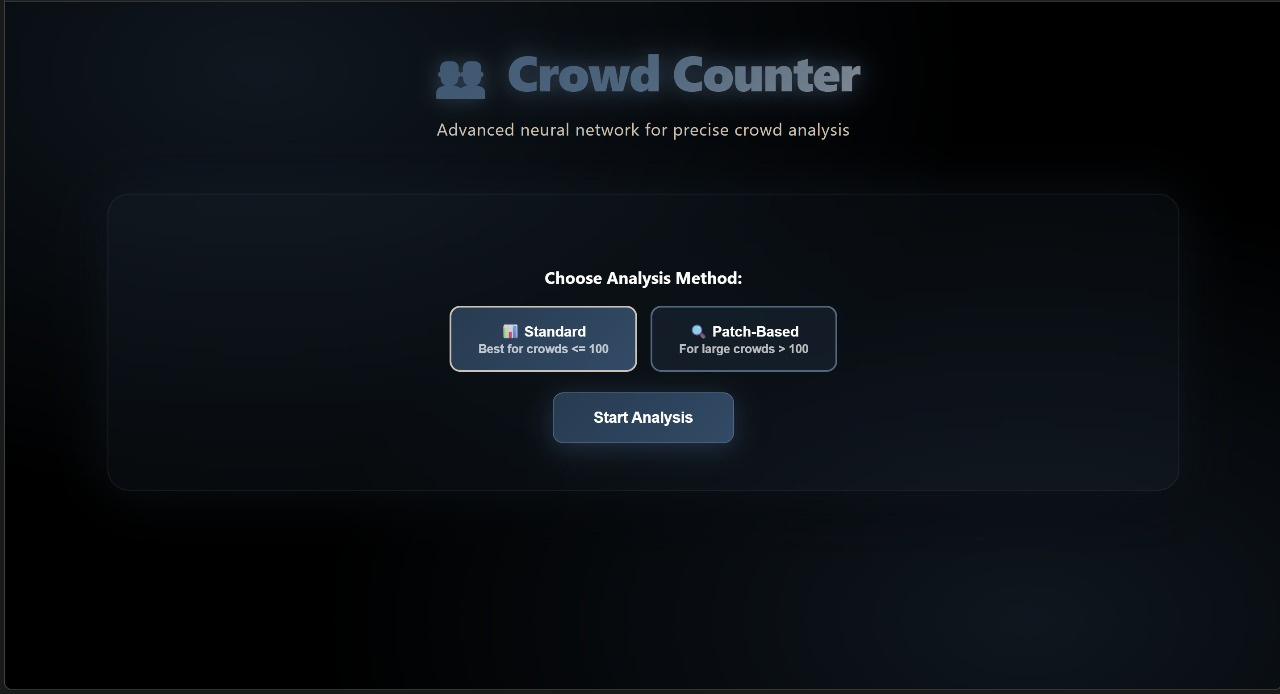 👥 Crowd Counter
Advanced neural network for precise crowd analysis
Choose Analysis Method:
📊 Standard
Best for crowds <= 100
🔍 Patch-Based
For large crowds > 100
Start Analysis